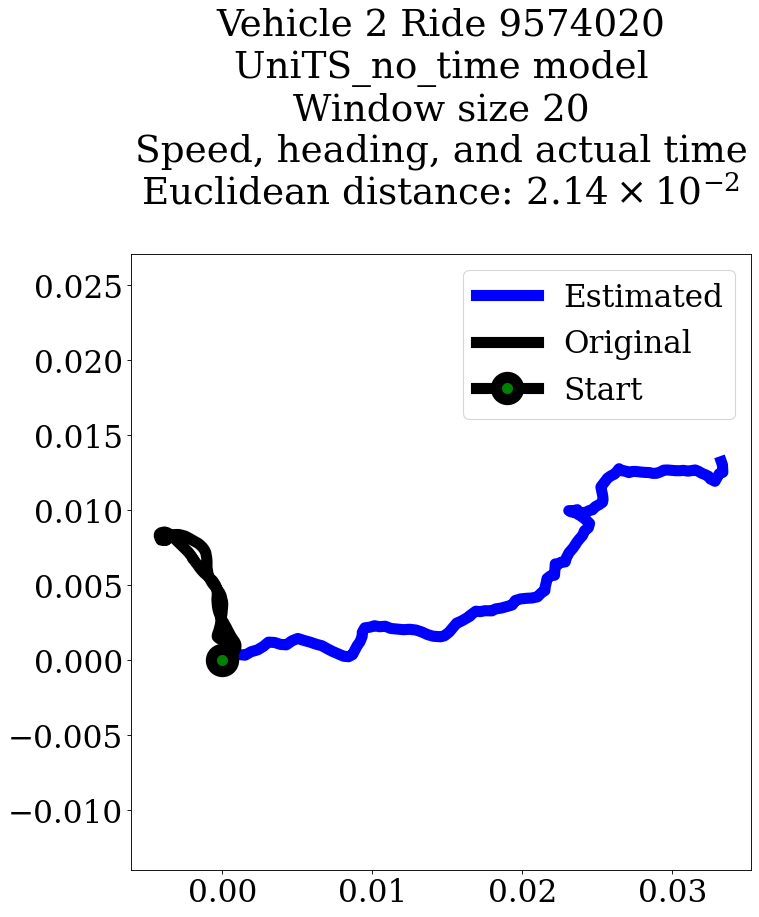 Vehicle 2 Ride 9574020
UniTS_no_time model
Window size 20
Speed, heading, and actual time
Euclidean distance: 2.14 × 10⁻²
Estimated
Original
Start
0.025
0.020
0.015
0.010
0.005
0.000
−0.005
−0.010
0.00 0.01 0.02 0.03